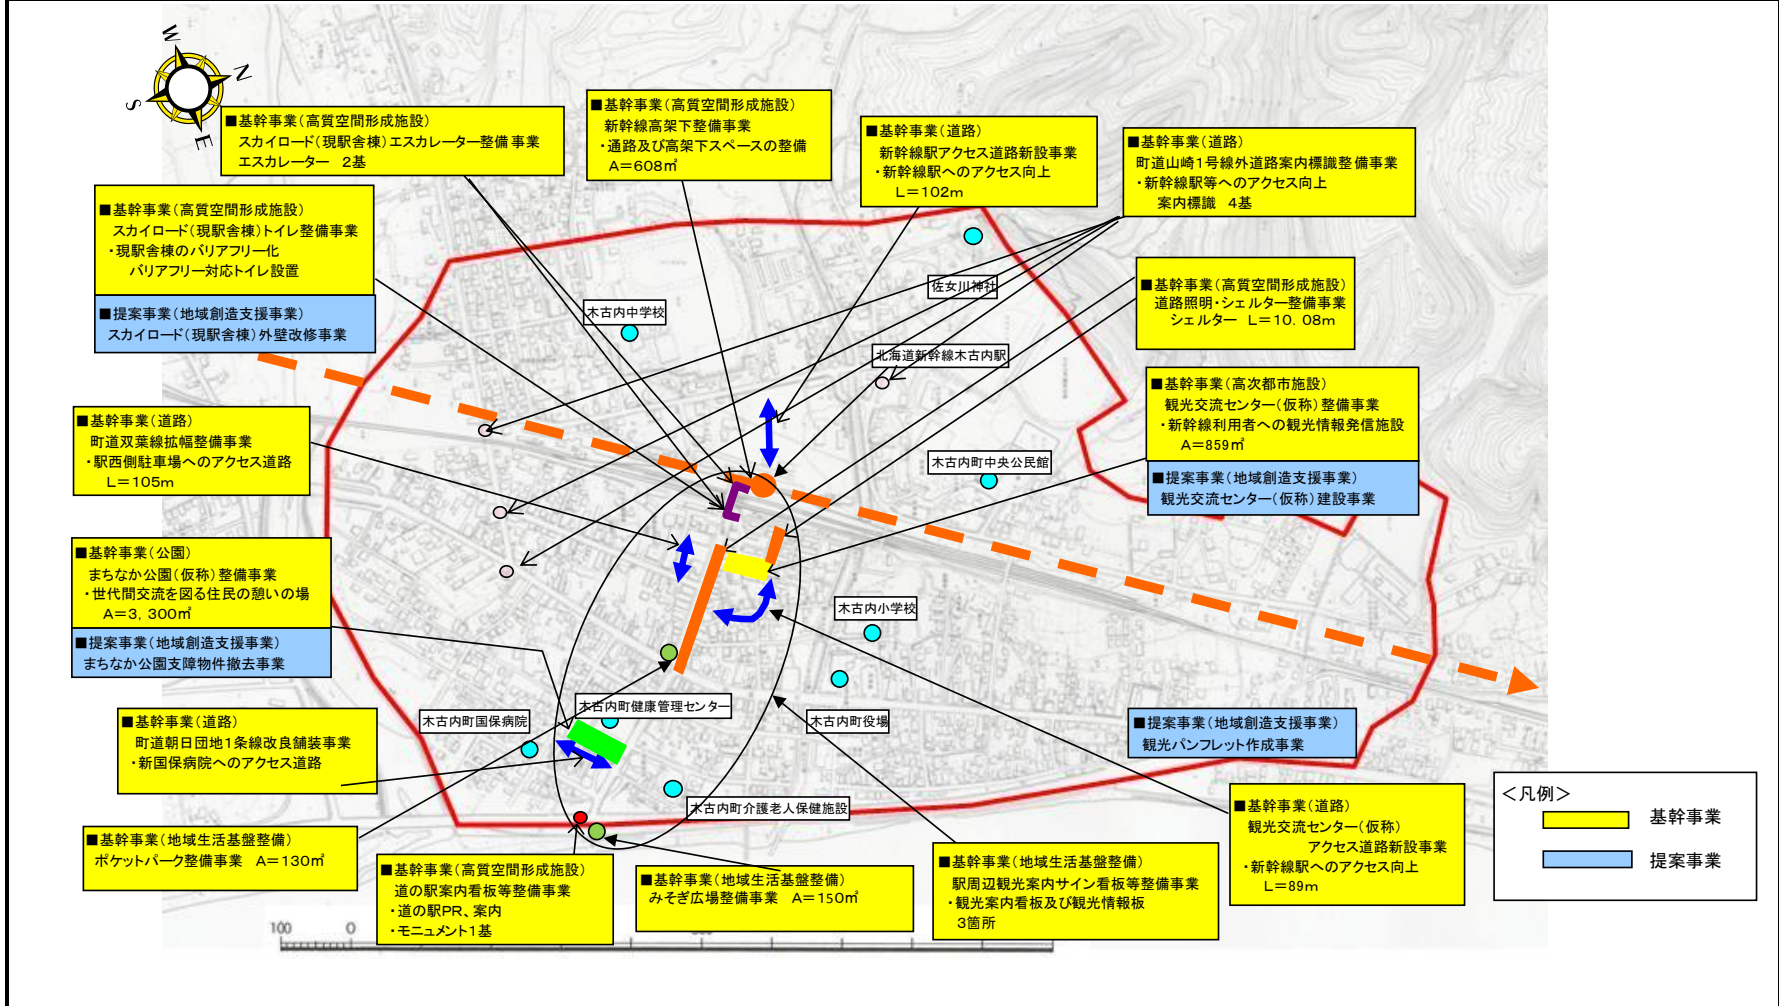 W
N
S
E
■基幹事業(高質空間形成施設)
スカイロード(現駅舎棟)エスカレーター整備事業
エスカレーター 2基
■基幹事業(高質空間形成施設)
新幹線高架下整備事業
・通路及び高架下スペースの整備
A=608㎡
■基幹事業(道路)
新幹線駅アクセス道路新設事業
・新幹線駅へのアクセス向上
L=102m
■基幹事業(道路)
町道山崎1号線外道路案内標識整備事業
・新幹線駅等へのアクセス向上
案内標識 4基
■基幹事業(高質空間形成施設)
スカイロード(現駅舎棟)トイレ整備事業
・現駅舎棟のバリアフリー化
バリアフリー対応トイレ設置
■提案事業(地域創造支援事業)
スカイロード(現駅舎棟)外壁改修事業
■基幹事業(高質空間形成施設)
道路照明・シェルター整備事業
シェルター L=10.08m
佐女川神社
木古内中学校
北海道新幹線木古内駅
■基幹事業(高次都市施設)
観光交流センター(仮称)整備事業
・新幹線利用者への観光情報発信施設
A=859㎡
■提案事業(地域創造支援事業)
観光交流センター(仮称)建設事業
■基幹事業(道路)
町道双葉線拡幅整備事業
・駅西側駐車場へのアクセス道路
L=105m
木古内町中央公民館
■基幹事業(公園)
まちなか公園(仮称)整備事業
・世代間交流を図る住民の憩いの場
A=3,300㎡
■提案事業(地域創造支援事業)
まちなか公園支障物件撤去事業
木古内小学校
木古内町健康管理センター
木古内町国保病院
木古内町役場
■基幹事業(道路)
町道朝日団地1条線改良舗装事業
・新国保病院へのアクセス道路
■提案事業(地域創造支援事業)
観光パンフレット作成事業
木古内町介護老人保健施設
■基幹事業(地域生活基盤整備)
ポケットパーク整備事業 A=130㎡
■基幹事業(高質空間形成施設)
道の駅案内看板等整備事業
・道の駅PR、案内
・モニュメント1基
■基幹事業(地域生活基盤整備)
みそぎ広場整備事業 A=150㎡
■基幹事業(地域生活基盤整備)
駅周辺観光案内サイン看板等整備事業
・観光案内看板及び観光情報板
3箇所
■基幹事業(道路)
観光交流センター(仮称)
アクセス道路新設事業
・新幹線駅へのアクセス向上
L=89m
<凡例>
基幹事業
提案事業
100
0